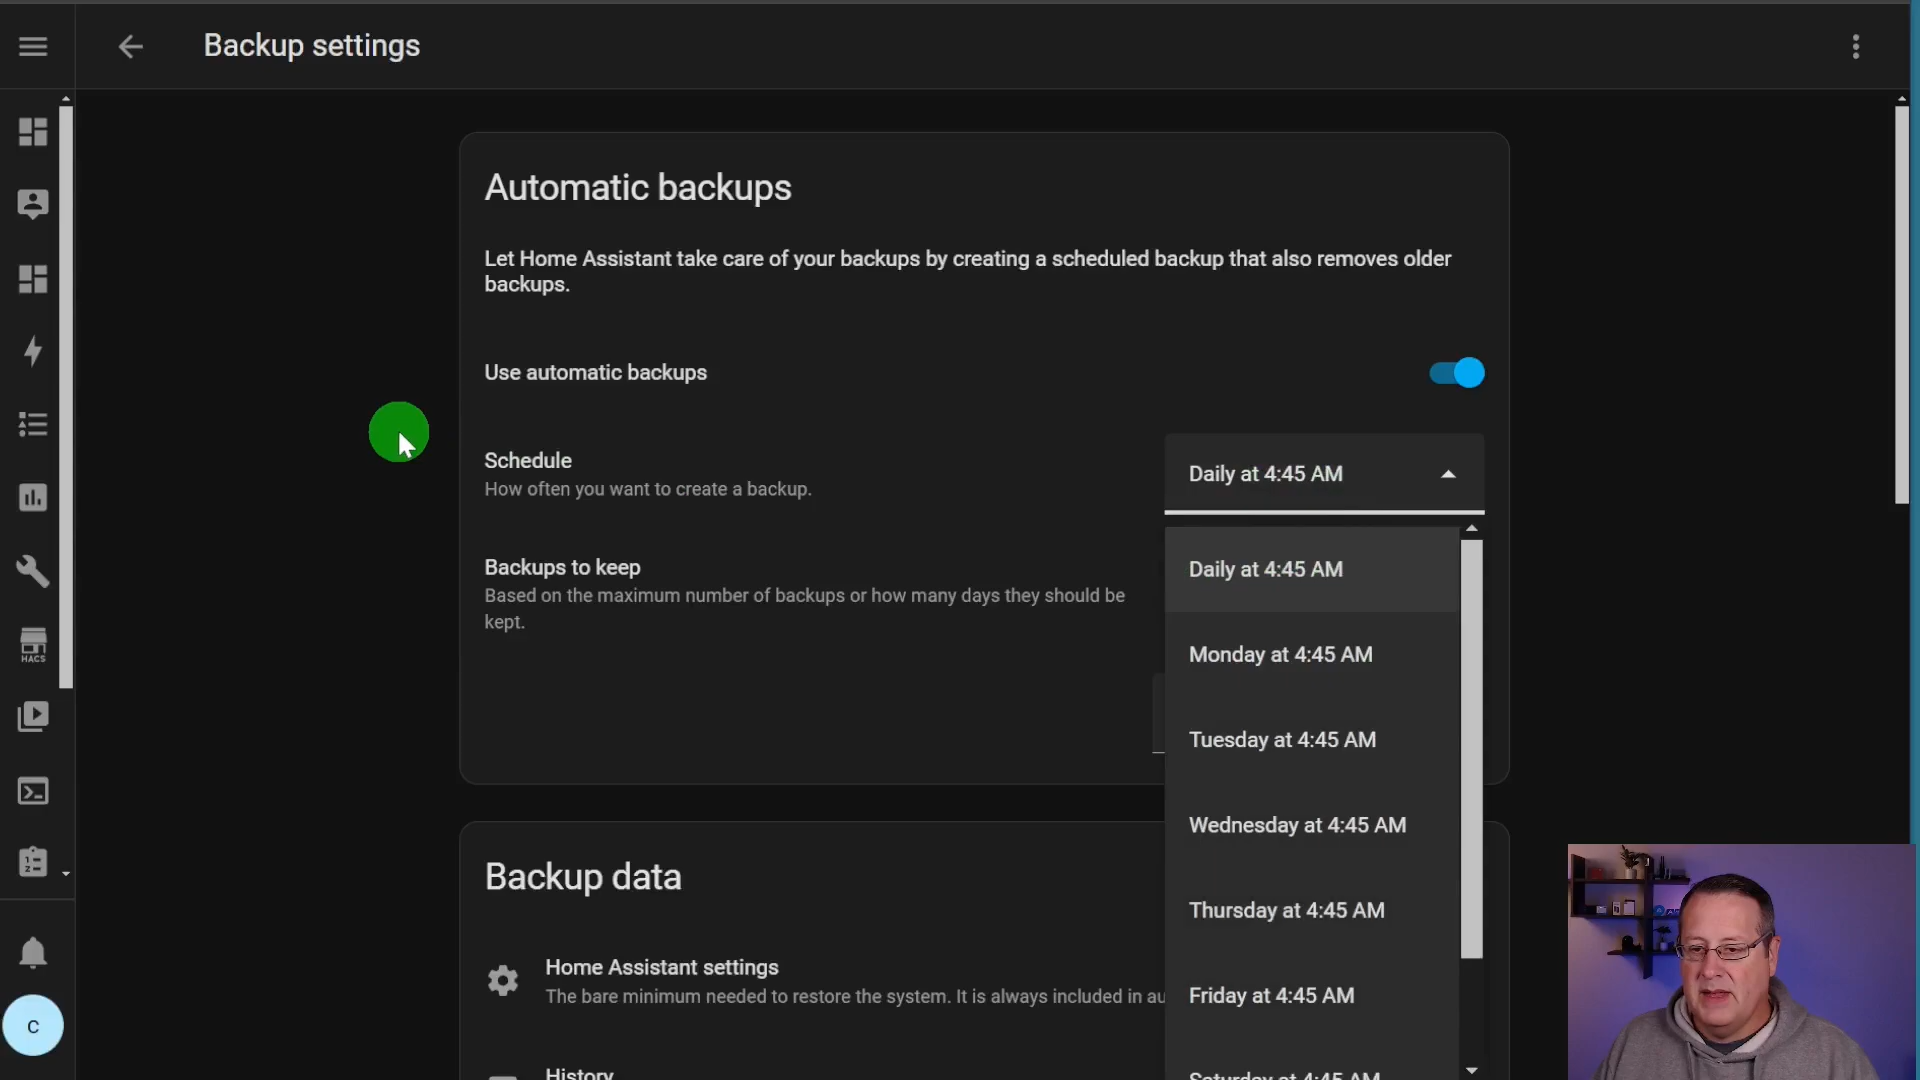 Backup settings
Automatic backups
Let Home Assistant take care of your backups by creating a scheduled backup that also removes older
backups.
Use automatic backups
Schedule
How often you want to create a backup.
Daily at 4:45 AM
Backups to keep
Based on the maximum number of backups or how many days they should be
kept.
Daily at 4:45 AM
Monday at 4:45 AM
Tuesday at 4:45 AM
Wednesday at 4:45 AM
Thursday at 4:45 AM
Friday at 4:45 AM
Saturday at 4:45 AM
Backup data
Home Assistant settings
The bare minimum needed to restore the system. It is always included in au
History
HACS
C